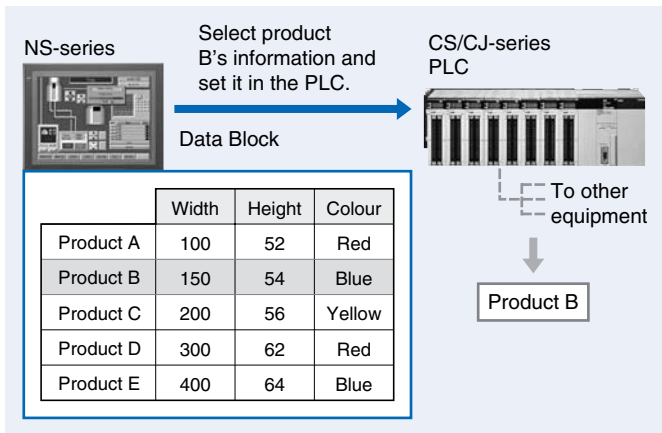 NS-series
Select product
B's information and
set it in the PLC.
CS/CJ-series
PLC
Data Block
To other
equipment
Product B
Width Height Colour
Product A 100 52 Red
Product B 150 54 Blue
Product C 200 56 Yellow
Product D 300 62 Red
Product E 400 64 Blue